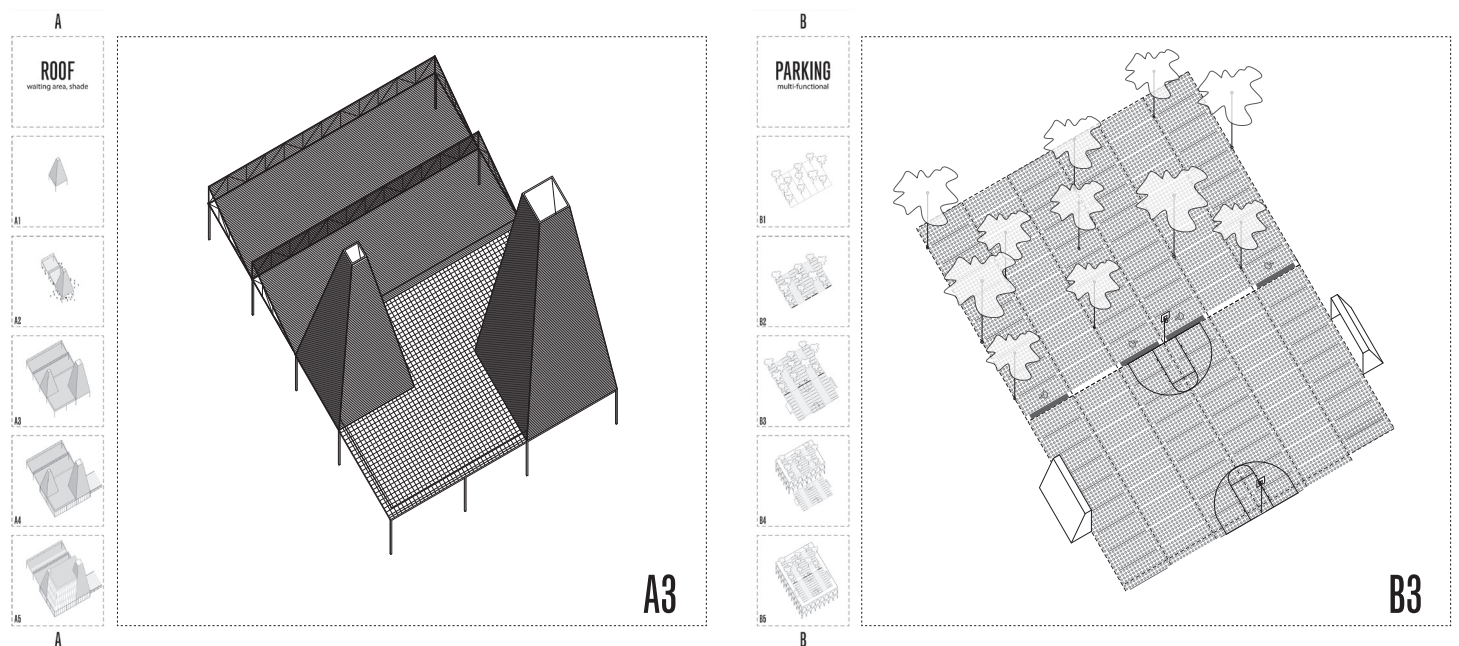 A
ROOF
waiting area, shade
A1
A2
A3
A4
A5
A
A3
B
PARKING
multi-functional
B1
B2
B3
B4
B5
B
B3